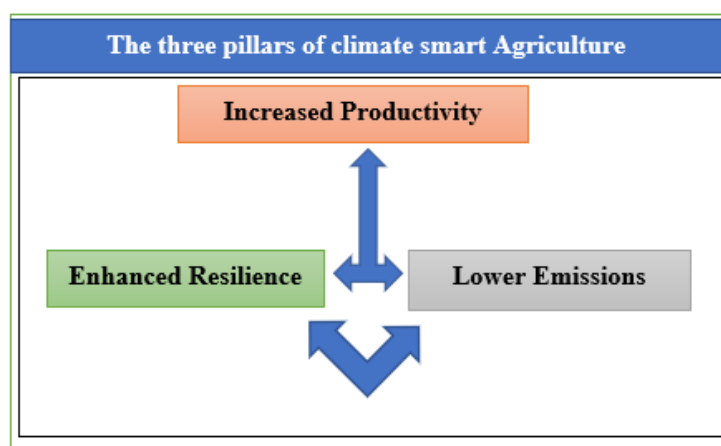 The three pillars of climate smart Agriculture
Increased Productivity
Enhanced Resilience
Lower Emissions